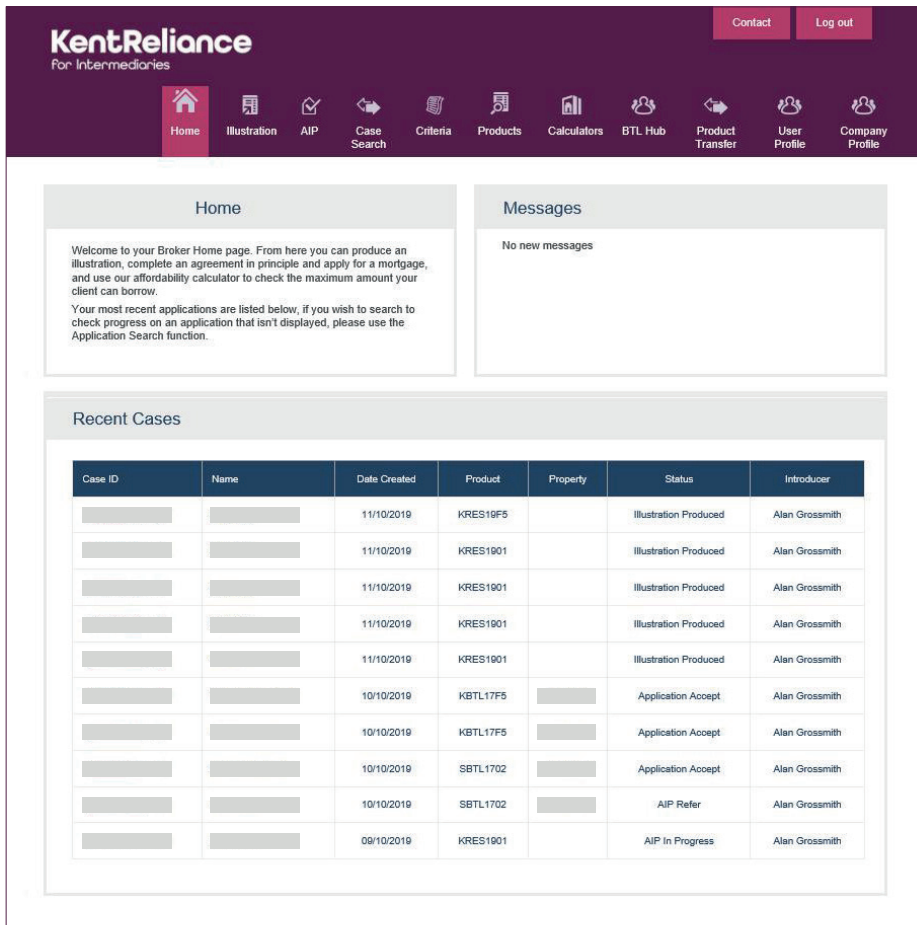 Contact Log out
KentReliance
for Intermediaries
Home Illustration AIP Case Search Criteria Products Calculators BTL Hub Product Transfer User Profile Company Profile
Home
Welcome to your Broker Home page. From here you can produce an
illustration, complete an agreement in principle and apply for a mortgage,
and use our affordability calculator to check the maximum amount your
client can borrow.
Your most recent applications are listed below, if you wish to search to
check progress on an application that isn't displayed, please use the
Application Search function.
Messages
No new messages
Recent Cases
Case ID Name Date Created Product Property Status Introducer
11/10/2019 KRES19F5 Illustration Produced Alan Grossmith
11/10/2019 KRES1901 Illustration Produced Alan Grossmith
11/10/2019 KRES1901 Illustration Produced Alan Grossmith
11/10/2019 KRES1901 Illustration Produced Alan Grossmith
11/10/2019 KRES1901 Illustration Produced Alan Grossmith
10/10/2019 KBTL17F5 Application Accept Alan Grossmith
10/10/2019 KBTL17F5 Application Accept Alan Grossmith
10/10/2019 SBTL1702 Application Accept Alan Grossmith
10/10/2019 SBTL1702 AIP Refer Alan Grossmith
09/10/2019 KRES1901 AIP In Progress Alan Grossmith